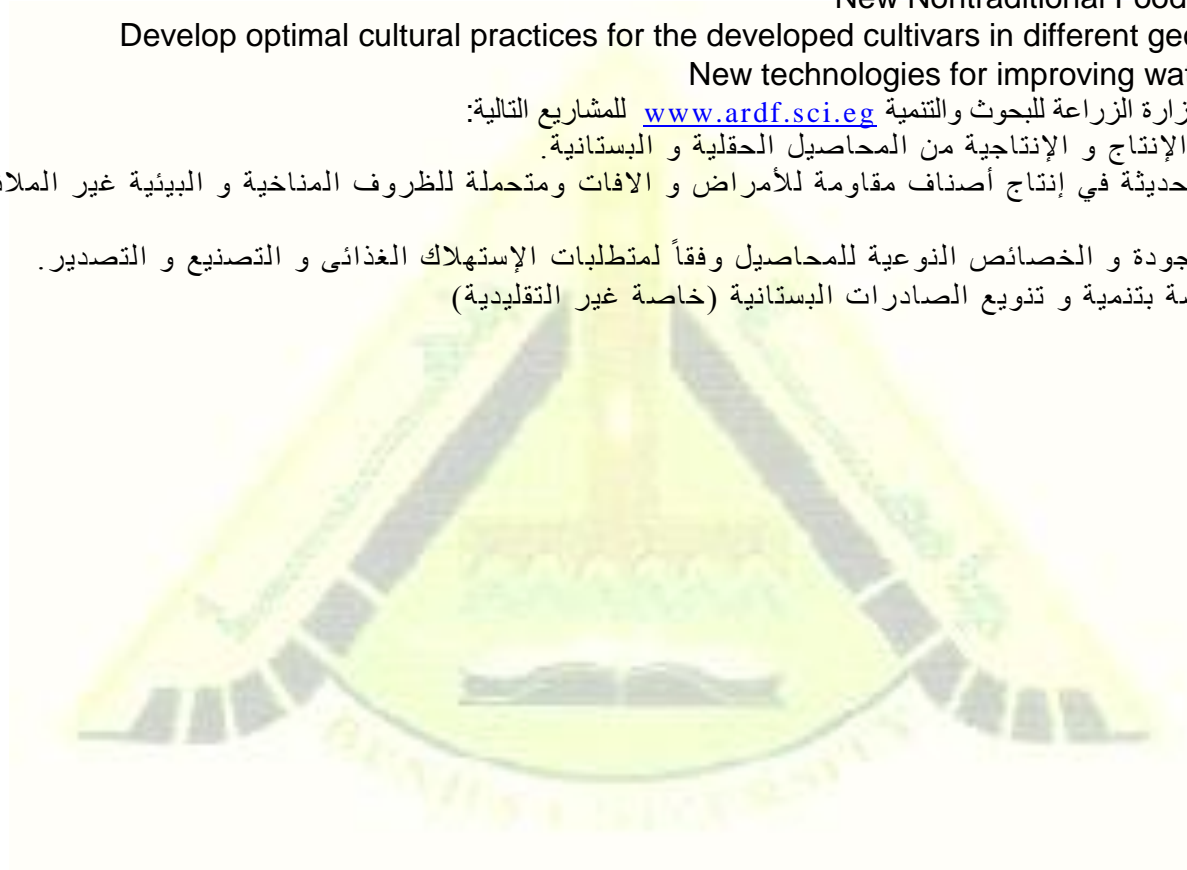 New Nontraditional Food
Develop optimal cultural practices for the developed cultivars in different
New technologies for improving
زارة الزراعة للبحوث والتنمية www.ardf.sci.eg للمشاريع التالية:
الإنتاج و الإنتاجية من المحاصيل الحقلية و البستانية.
حديثة في إنتاج أصناف مقاومة للأمراض و الافات ومتحملة للظروف المناخية و البيئية غير
جودة و الخصائص النوعية للمحاصيل وفقاً لمتطلبات الإستهلاك الغذائى و التصنيع و التصدير.
بتنمية و تنويع الصادرات البستانية (خاصة غير التقليدية)